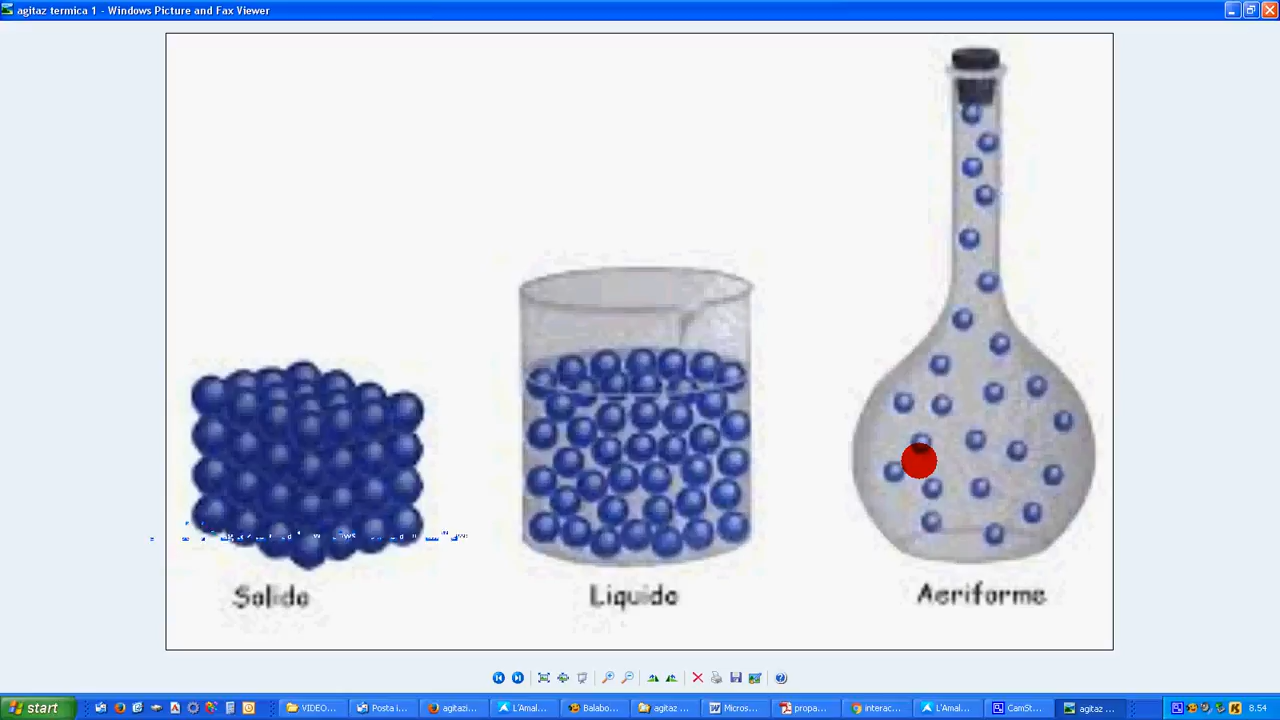 agitaz termica 1 - Windows Picture and Fax Viewer
Solido
Liquido
Aeriforme
start
VIDEO...
Posta i...
agitazi...
L'Amal...
Balabo...
agitaz ...
Micros...
propa...
interac...
L'Amal...
CamSt...
agitaz ...
8.54